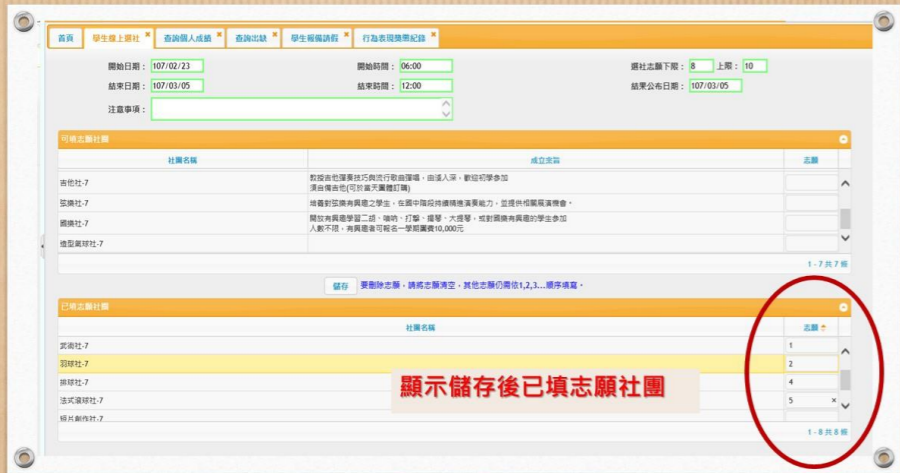 首頁 學生線上選社 查詢個人成績 查詢出缺 學生報備請假 行為表現獎懲紀錄
開始日期： 107/02/23 開始時間： 06:00 選社志願下限： 8 上限： 10
結束日期： 107/03/05 結束時間： 12:00 結果公布日期： 107/03/05
注意事項：
可填志願社團
社團名稱 成立宗旨 志願
吉他社-7 教授吉他彈奏技巧與流行歌曲彈唱，由淺入深，歡迎初學參加
須自備吉他(可於當天團體訂購)
弦樂社-7 培養對弦樂有興趣之學生，在國中階段持續精進演奏能力，並提供相關展演機會。
國樂社-7 開放有興趣學習二胡、嗩吶、打擊、揚琴、大提琴，或對國樂有興趣的學生參加
人數不限，有興趣者可報名一學期團費10,000元
造型氣球社-7
1 - 7 共 7 條
儲存 要刪除志願，請將志願清空，其他志願仍需依1,2,3...順序填寫。
已填志願社團
社團名稱 志願
武術社-7 1
羽球社-7 2
排球社-7 4
法式滾球社-7 5 ×
短片創作社-7
1 - 8 共 8 條
顯示儲存後已填志願社團